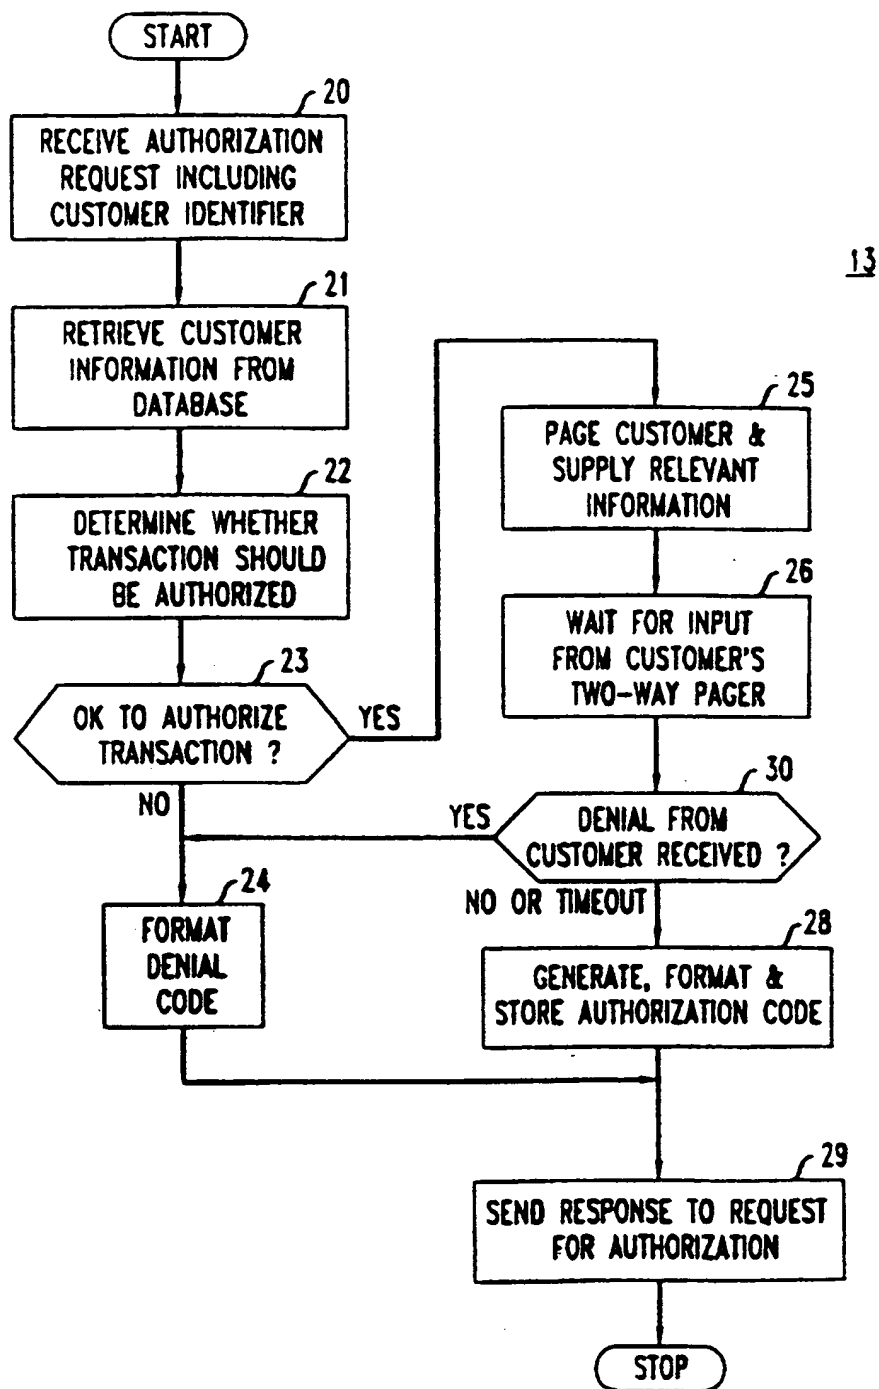 START
20
RECEIVE AUTHORIZATION
REQUEST INCLUDING
CUSTOMER IDENTIFIER
13
21
RETRIEVE CUSTOMER
INFORMATION FROM
DATABASE
22
DETERMINE WHETHER
TRANSACTION SHOULD
BE AUTHORIZED
23
OK TO AUTHORIZE
TRANSACTION ?
YES
NO
24
FORMAT
DENIAL
CODE
25
PAGE CUSTOMER &
SUPPLY RELEVANT
INFORMATION
26
WAIT FOR INPUT
FROM CUSTOMER'S
TWO-WAY PAGER
30
DENIAL FROM
CUSTOMER RECEIVED ?
YES
NO OR TIMEOUT
28
GENERATE, FORMAT &
STORE AUTHORIZATION CODE
29
SEND RESPONSE TO REQUEST
FOR AUTHORIZATION
STOP